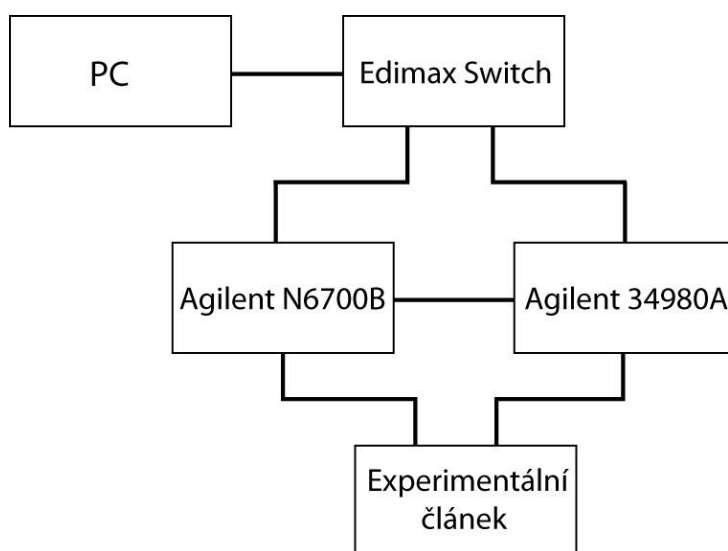 PC
Edimax Switch
Agilent N6700B
Agilent 34980A
Experimentální
článek